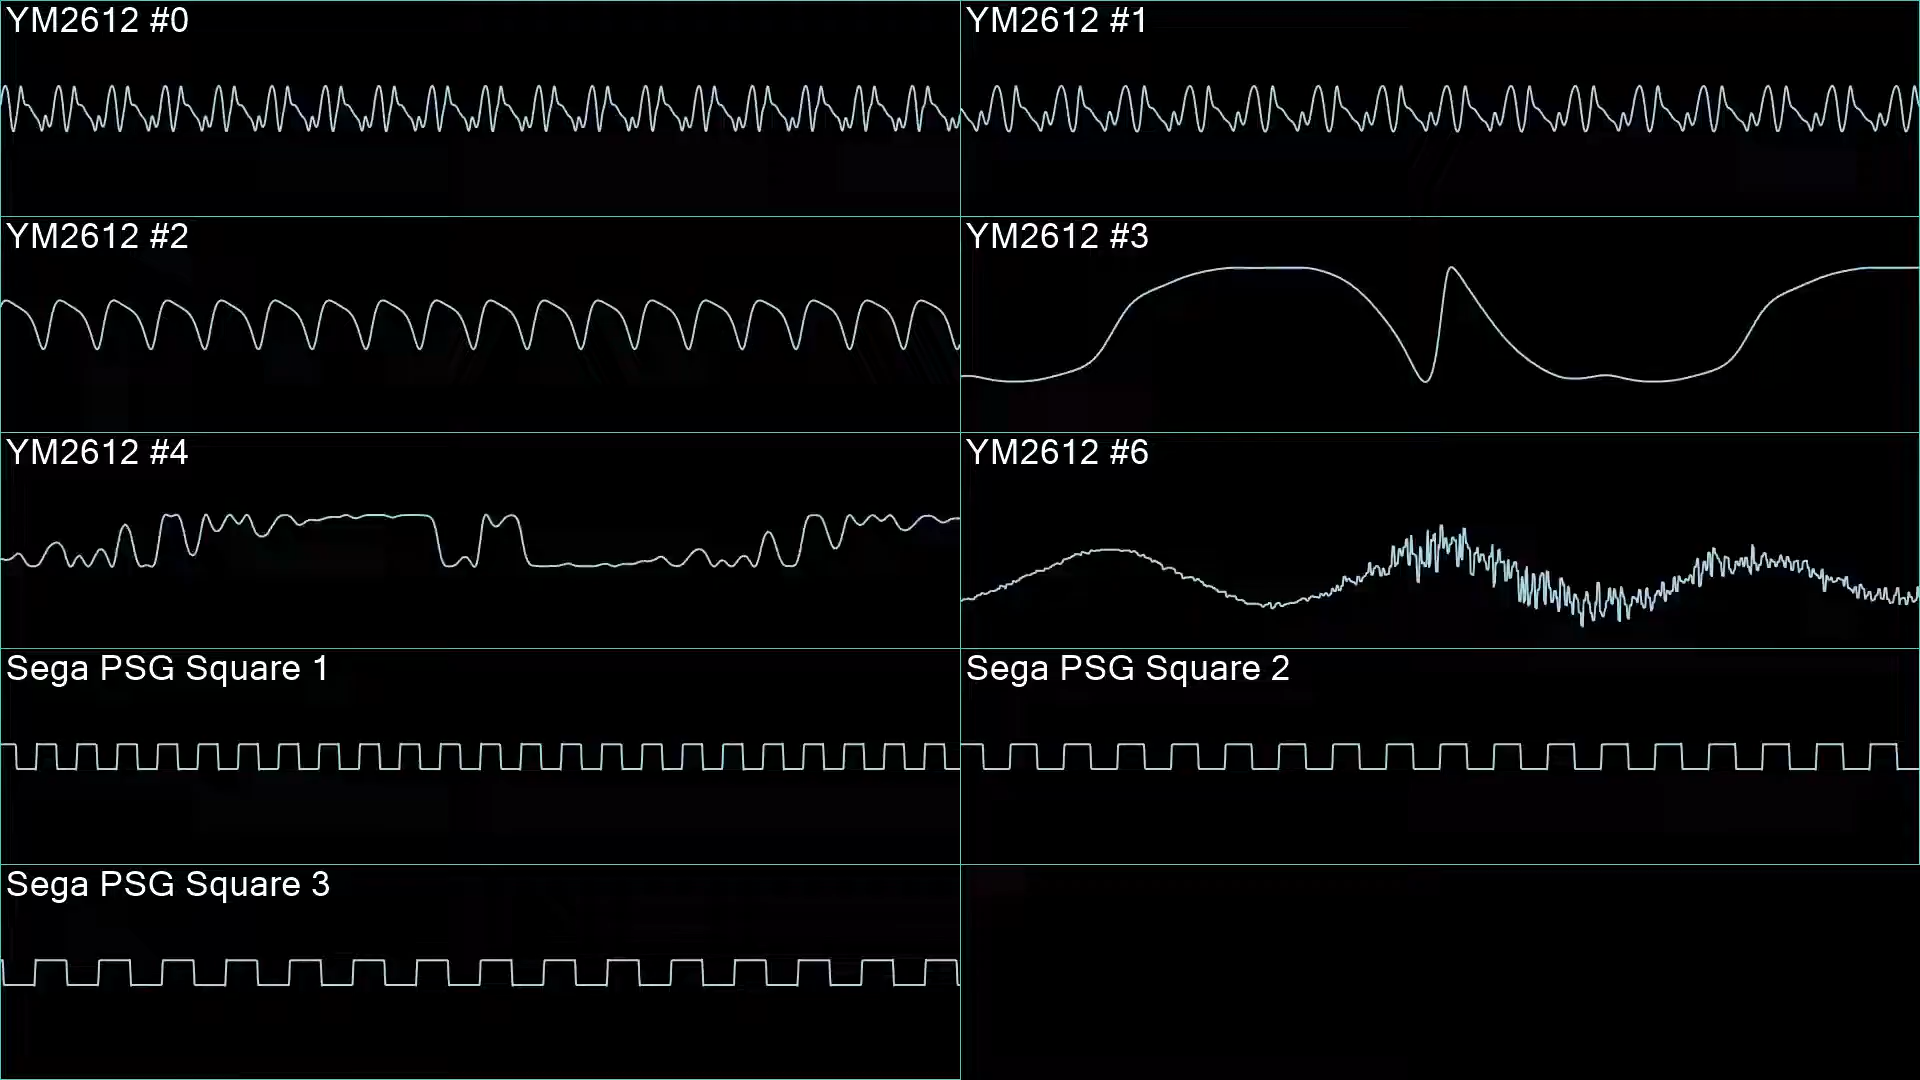 YM2612 #0
YM2612 #1
YM2612 #2
YM2612 #3
YM2612 #4
YM2612 #6
Sega PSG Square 1
Sega PSG Square 2
Sega PSG Square 3